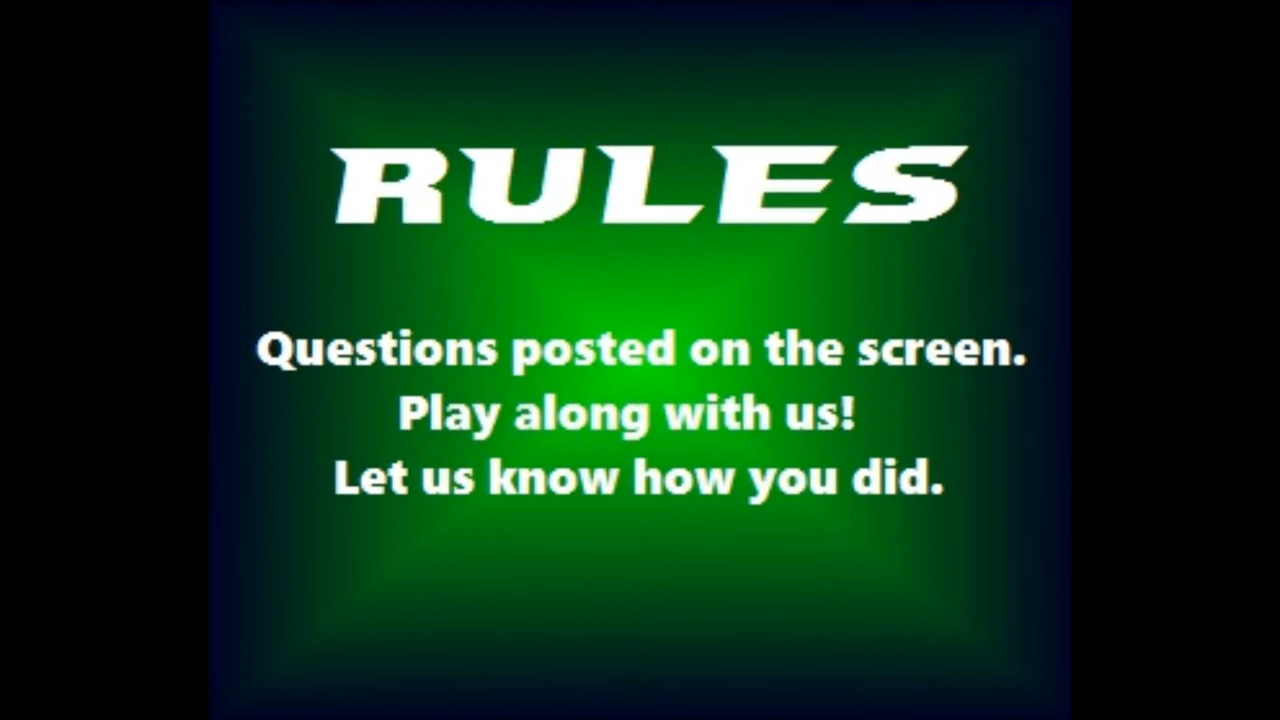 RULES
Questions posted on the screen.
Play along with us!
Let us know how you did.